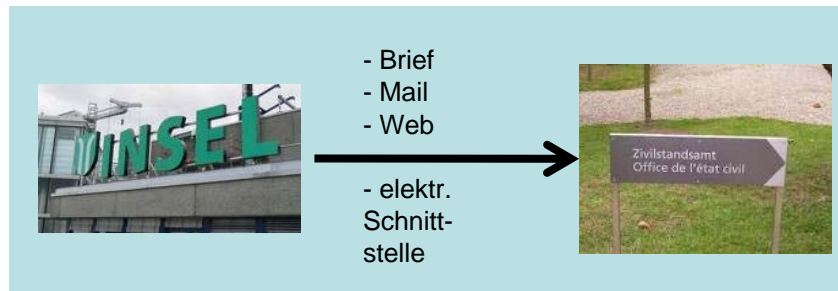 INSEL
- Brief
- Mail
- Web
- elektr.
Schnitt-
stelle
Zivilstandsamt
Office de l'état civil